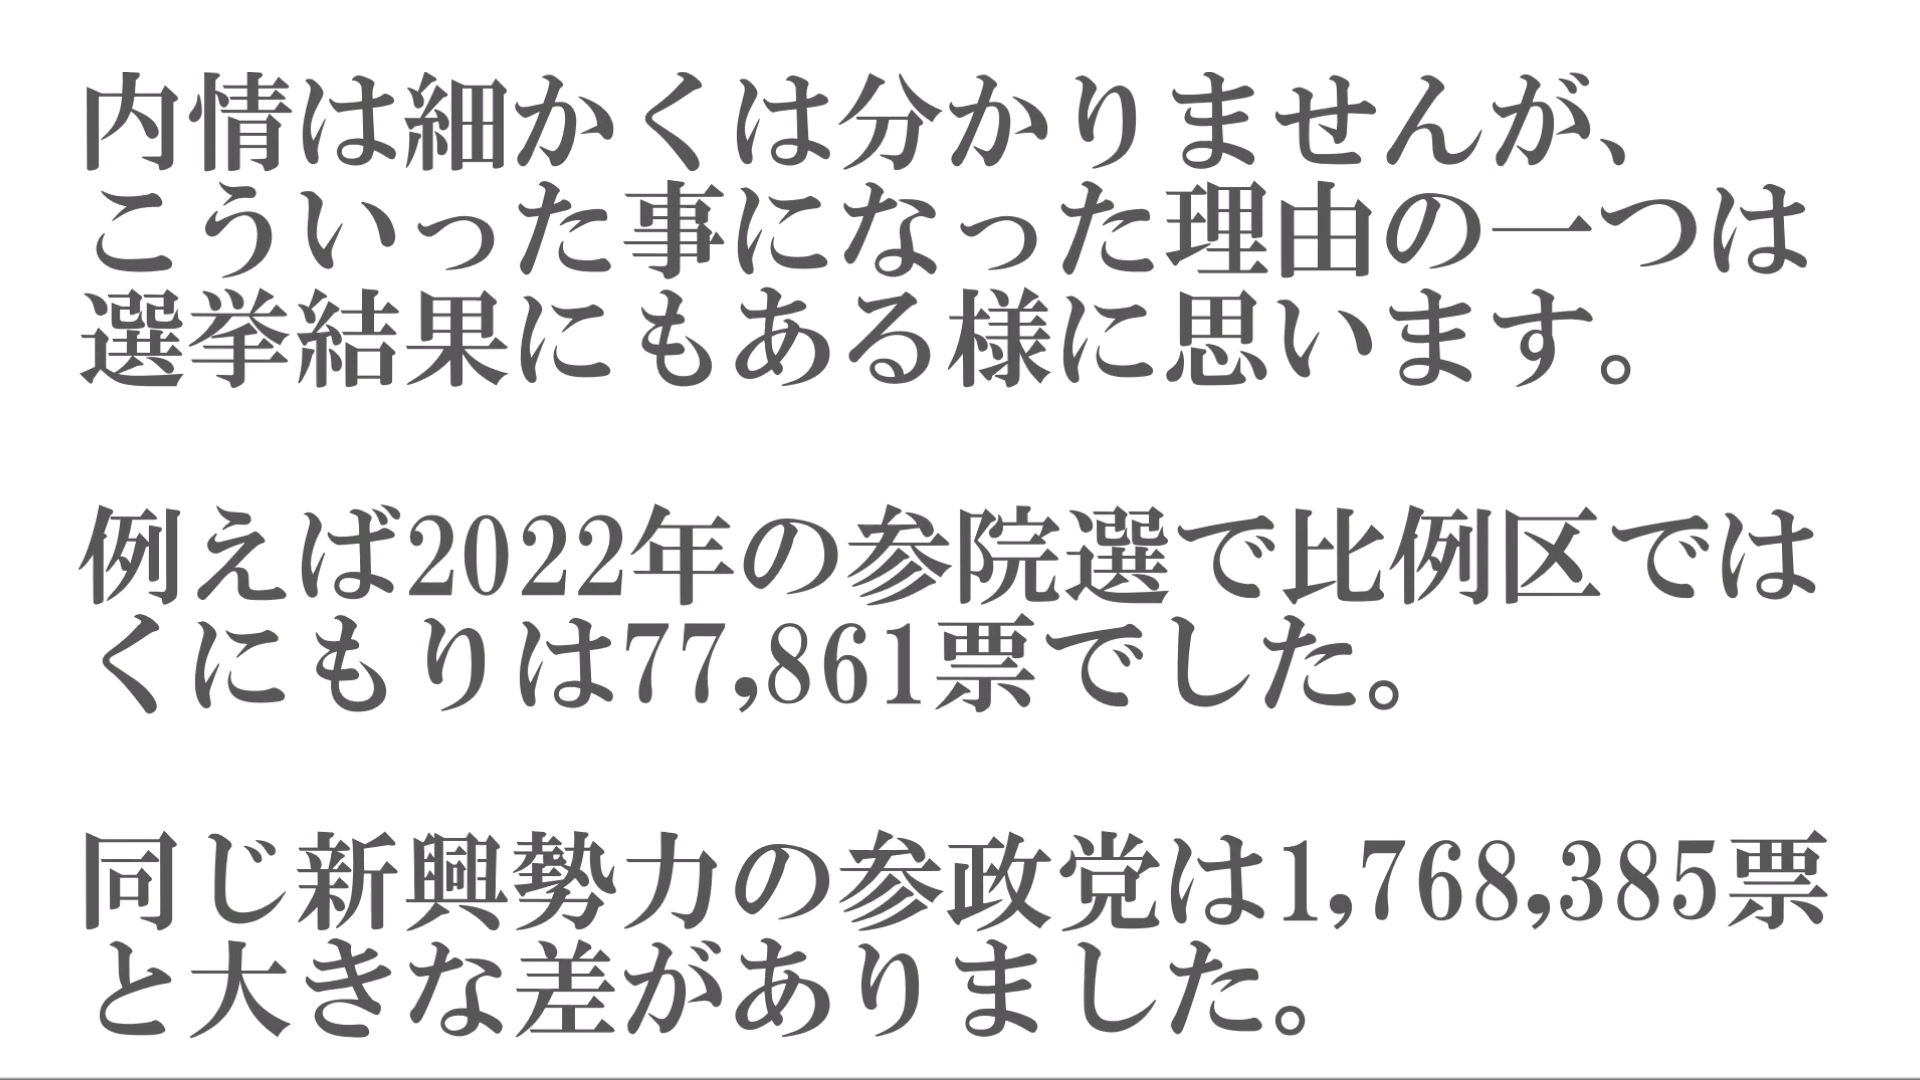 内情は細かくは分かりませんが、
こういった事になった理由の一つは
選挙結果にもある様に思います。
例えば2022年の参院選で比例区では
くにもりは77,861票でした。
同じ新興勢力の参政党は1,768,385票
と大きな差がありました。